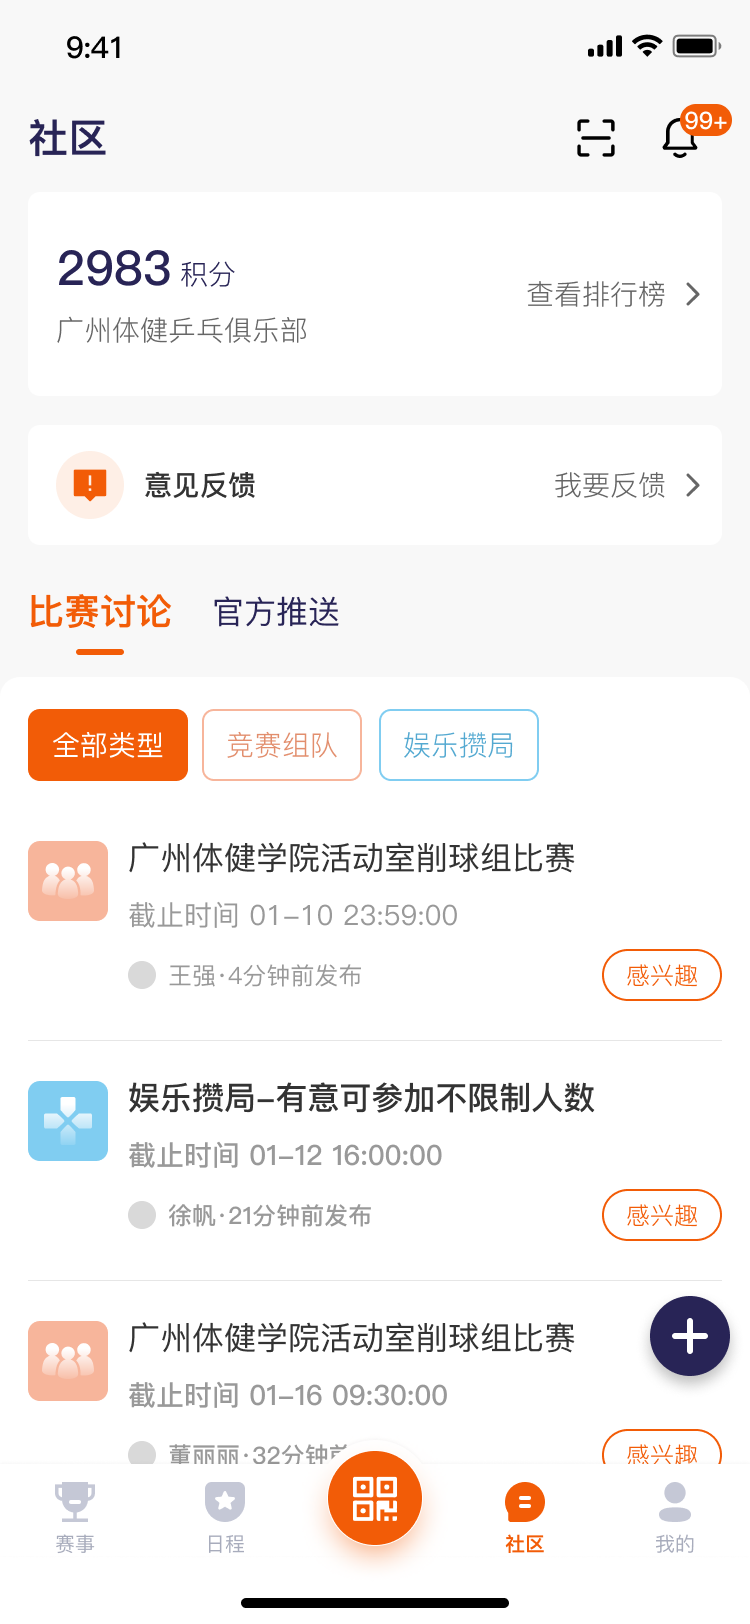 9:41
社区
99+
2983 积分
查看排行榜
广州体健乒乓俱乐部
意见反馈
我要反馈
比赛讨论 官方推送
全部类型 竞赛组队 娱乐攒局
广州体健学院活动室削球组比赛
截止时间 01-10 23:59:00
王强·4分钟前发布
感兴趣
娱乐攒局-有意可参加不限制人数
截止时间 01-12 16:00:00
徐帆·21分钟前发布
感兴趣
广州体健学院活动室削球组比赛
截止时间 01-16 09:30:00
董丽丽·32分钟前
感兴趣
赛事 日程 社区 我的